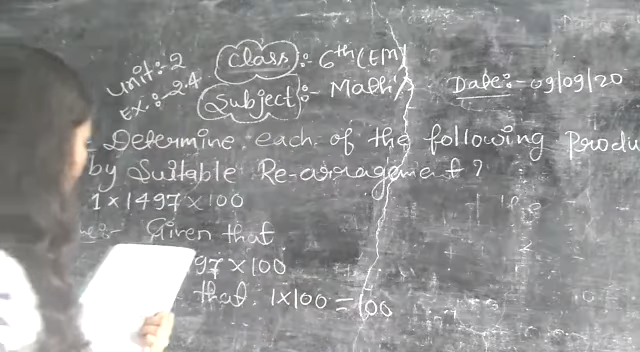 Unit:-2
Class:- 6th (EM)
Ex:-2.4
Subject:- Math's
Date:- 09/09/20
Determine each of the following Produ
by Suitable Re-arragement?
1×1497×100
Given that
97×100
that 1×100=100